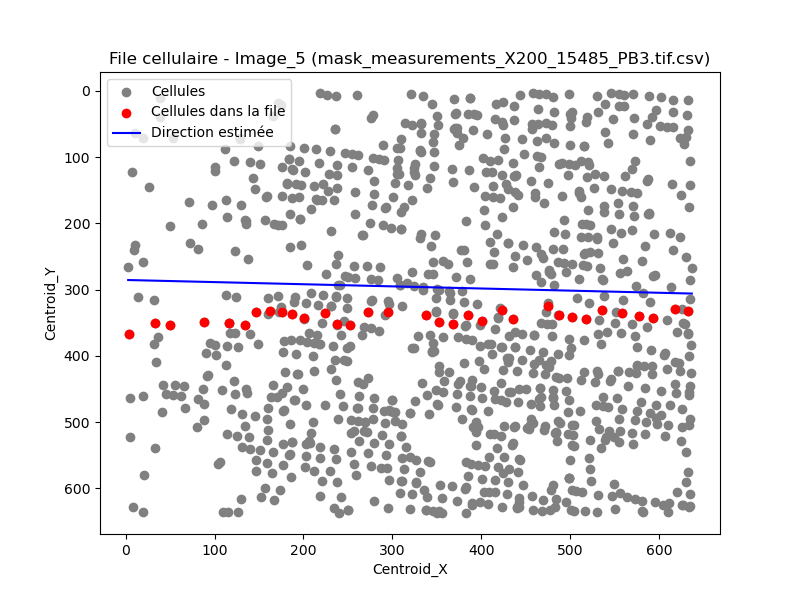 File cellulaire - Image_5 (mask_measurements_X200_15485_PB3.tif.csv)
Cellules
Cellules dans la file
Direction estimée
0
100
200
300
400
500
600
Centroid_Y
0 100 200 300 400 500 600
Centroid_X